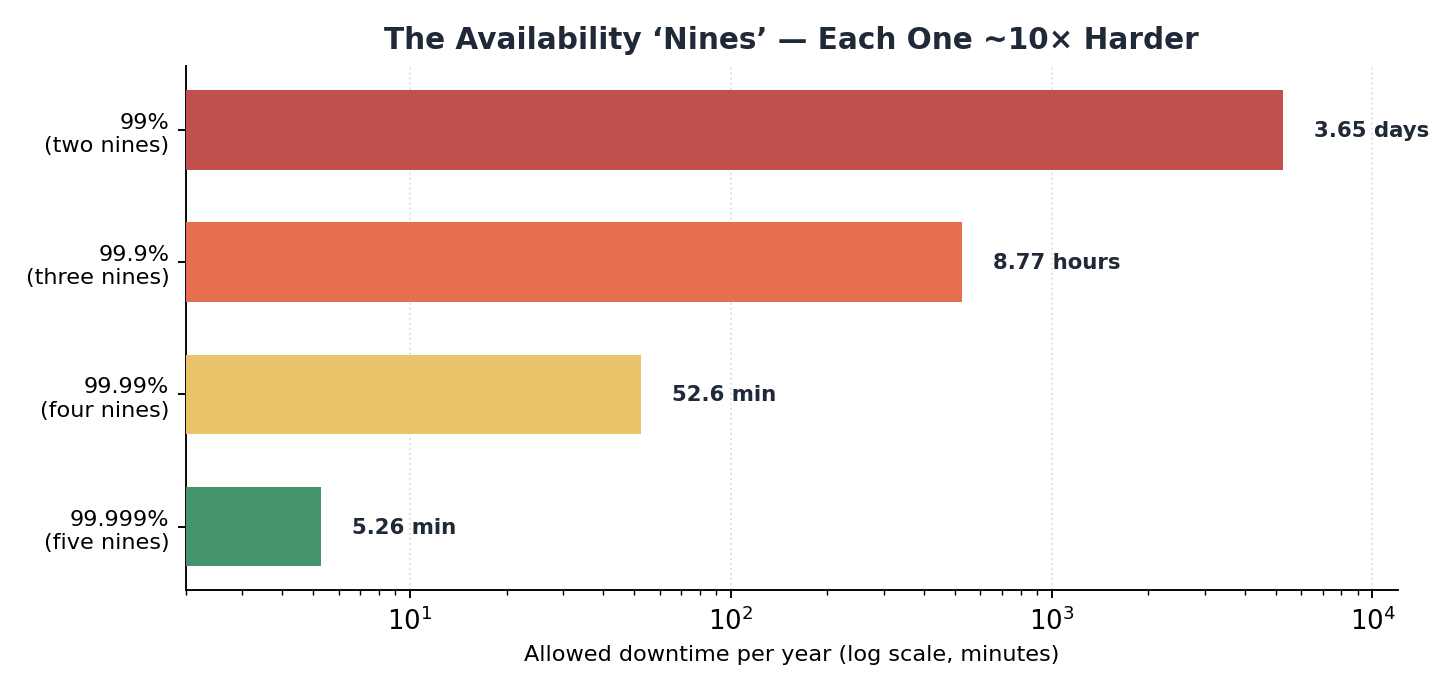 The Availability ‘Nines’ — Each One ~10× Harder
99%
(two nines)
3.65 days
99.9%
(three nines)
8.77 hours
99.99%
(four nines)
52.6 min
99.999%
(five nines)
5.26 min
10¹ 10² 10³ 10⁴
Allowed downtime per year (log scale, minutes)